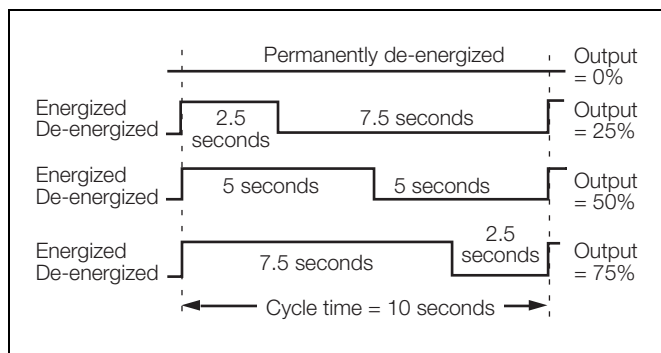 Permanently de-energized
Output
= 0%
Energized
De-energized
2.5
seconds
7.5 seconds
Output
= 25%
Energized
De-energized
5 seconds
5 seconds
Output
= 50%
Energized
De-energized
7.5 seconds
2.5
seconds
Output
= 75%
Cycle time = 10 seconds